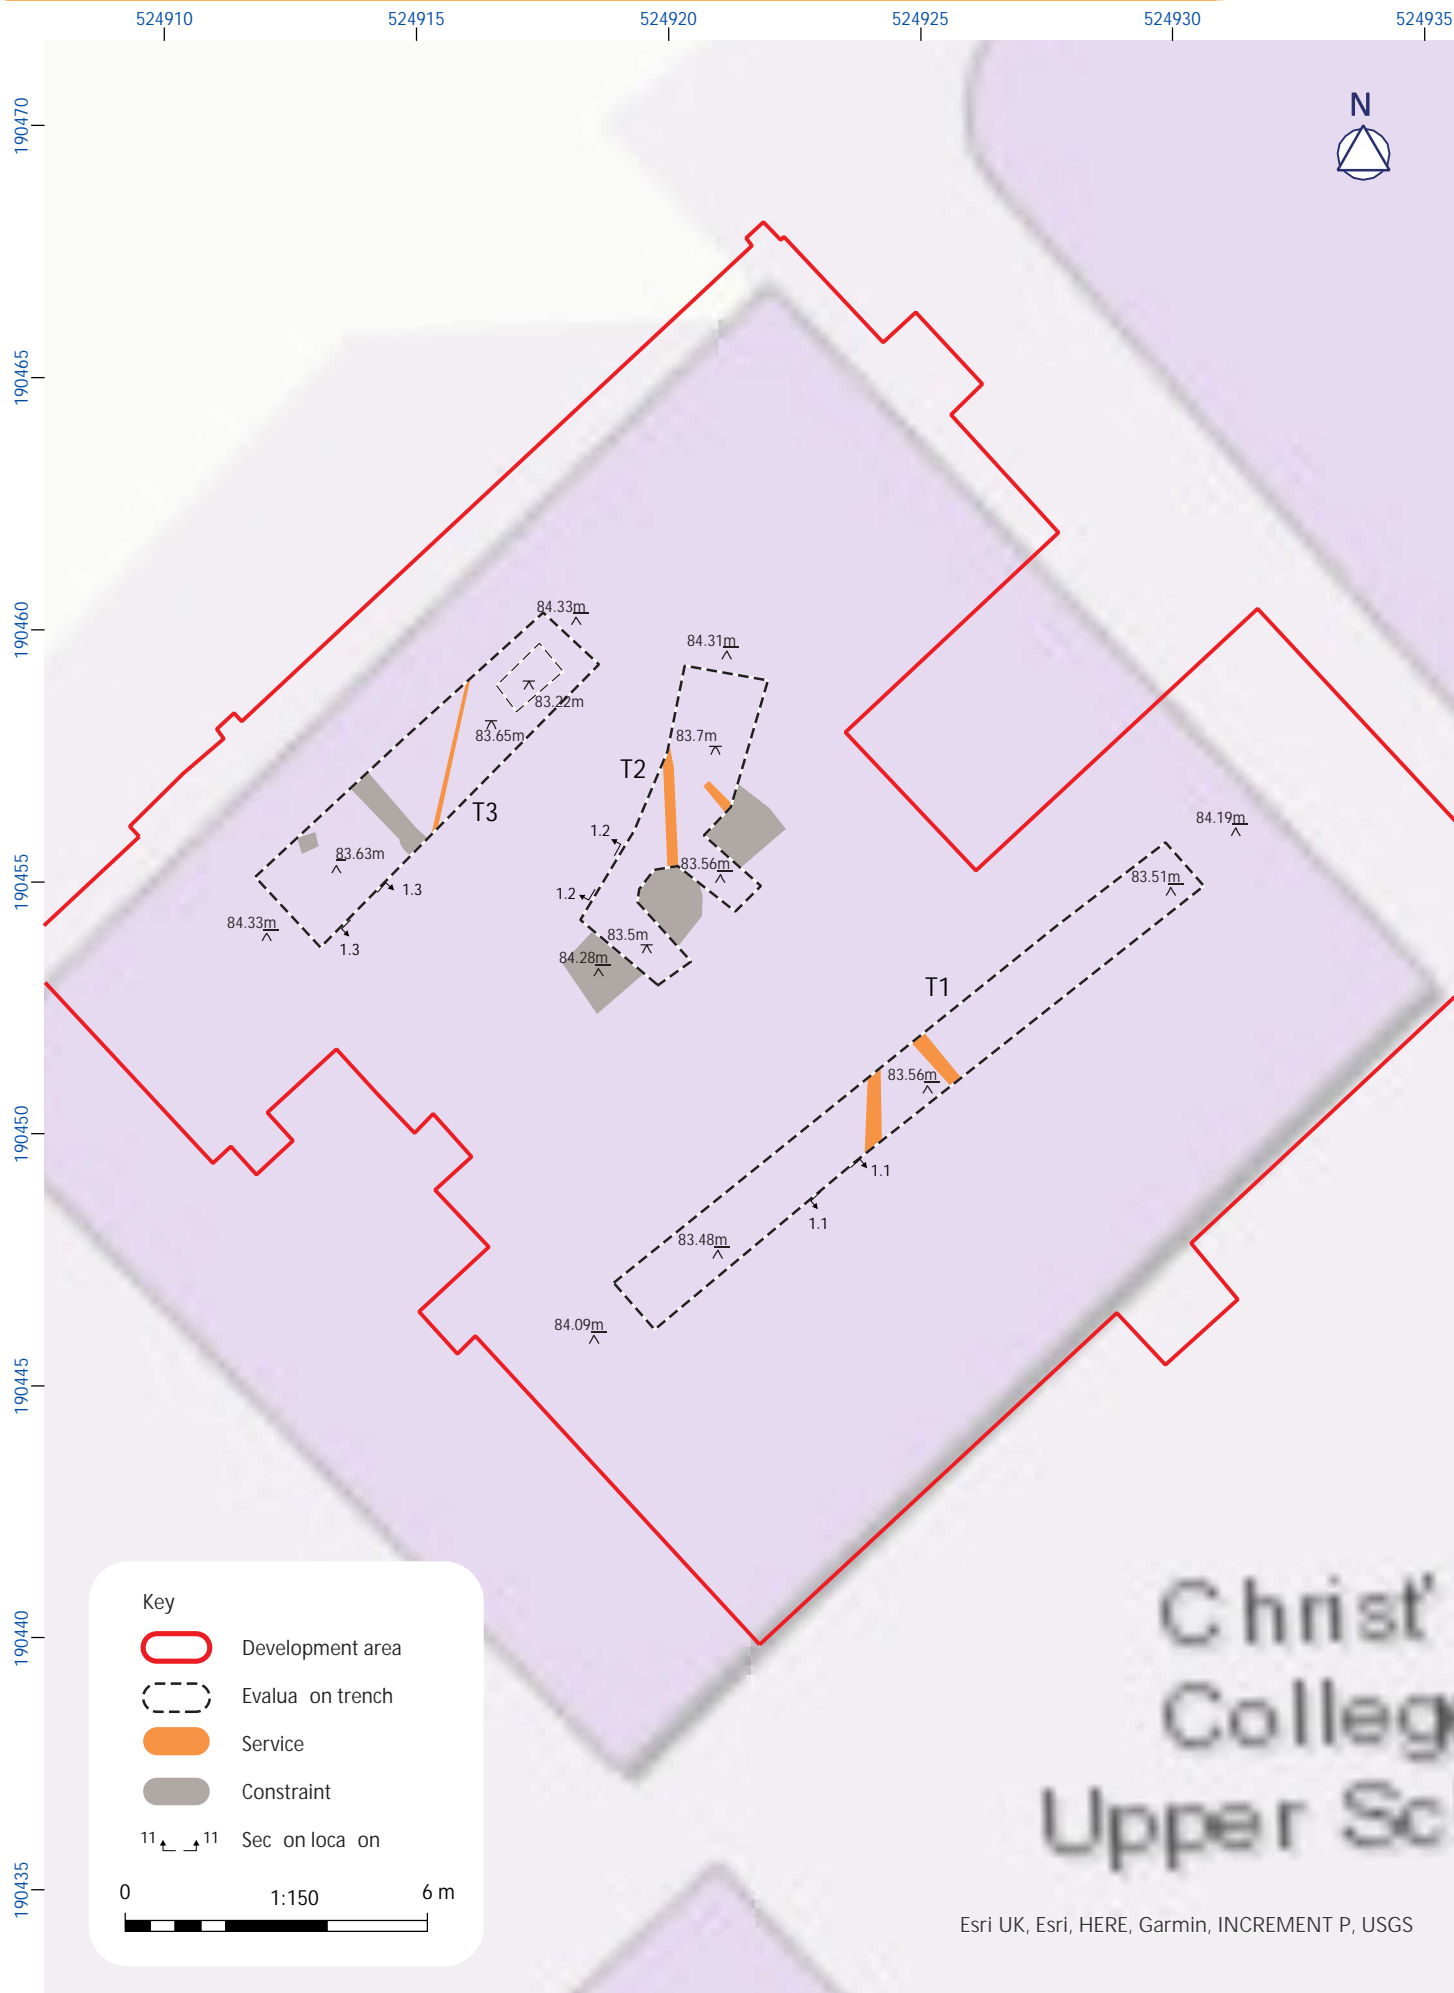 524910 524915 524920 524925 524930 524935
190470
N
190465
190460
84.33m
84.31m
83.22m
83.65m
83.7m
T2
T3
84.19m
1.2
83.63m
83.56m
83.51m
190455
1.3
1.2
84.33m
83.5m
1.3
84.28m
T1
83.56m
190450
1.1
1.1
83.48m
84.09m
190445
190440
190435
Christ'
Colleg
Upper Sc
Key
Development area
Evalua on trench
Service
Constraint
11 11 Sec on loca on
0 1:150 6 m
Esri UK, Esri, HERE, Garmin, INCREMENT P, USGS